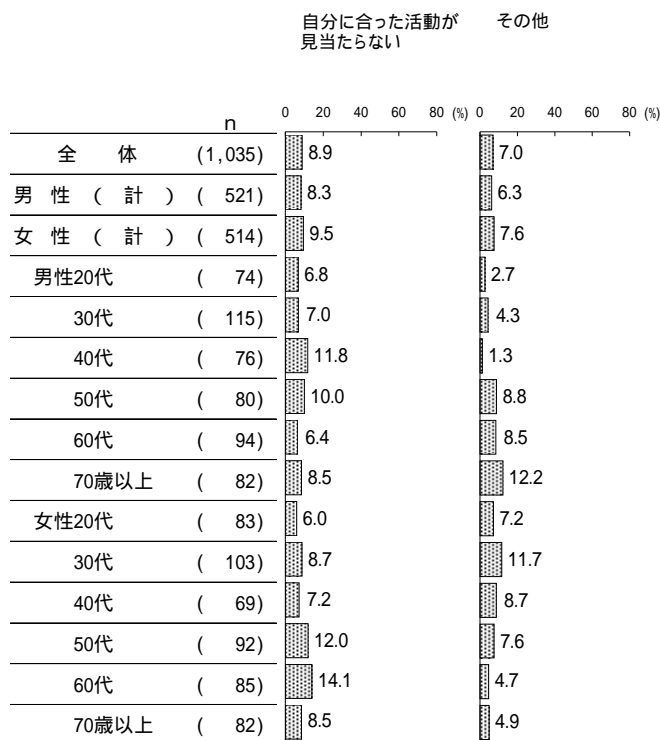 自分に合った活動が その他
見当たらない
0 20 40 60 80 (%) 0 20 40 60 80 (%)
n
全 体 (1,035) 8.9 7.0
男 性 ( 計 ) ( 521) 8.3 6.3
女 性 ( 計 ) ( 514) 9.5 7.6
男性20代 ( 74) 6.8 2.7
30代 ( 115) 7.0 4.3
40代 ( 76) 11.8 1.3
50代 ( 80) 10.0 8.8
60代 ( 94) 6.4 8.5
70歳以上 ( 82) 8.5 12.2
女性20代 ( 83) 6.0 7.2
30代 ( 103) 8.7 11.7
40代 ( 69) 7.2 8.7
50代 ( 92) 12.0 7.6
60代 ( 85) 14.1 4.7
70歳以上 ( 82) 8.5 4.9